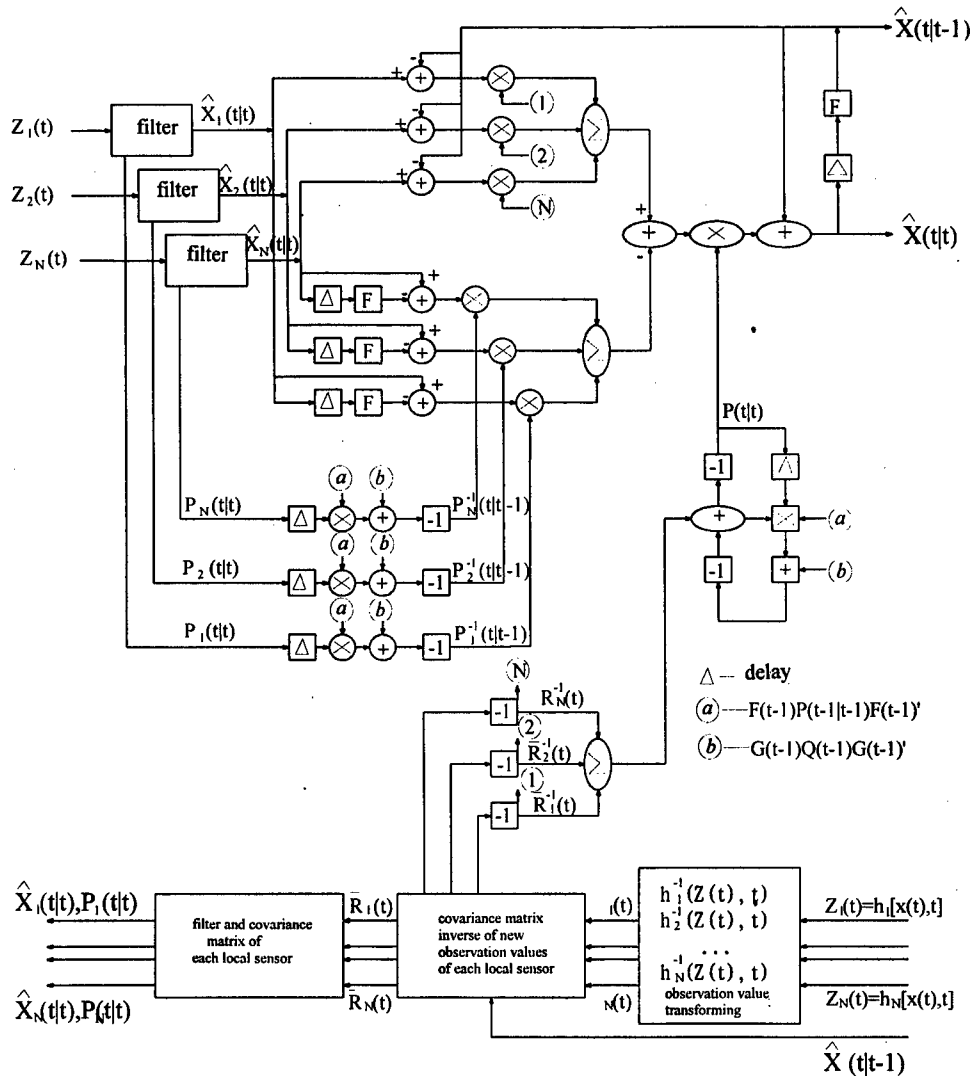 X̂(t|t-1)
- + + × ①
Z₁(t) filter X̂₁(t|t) F
- + + × ② Σ
Z₂(t) filter X̂₂(t|t) Δ
- + + × Ⓝ
Z_N(t) filter X̂_N(t|t) + + - × + X̂(t|t)
Δ F - + + ×
Δ F - + + × Σ
Δ F - + + ×
P(t|t)
-1 Δ
ⓐ ⓑ
P_N(t|t) Δ × + -1 P_N^-1(t|t-1) + × ⓐ
ⓐ ⓑ
P₂(t|t) Δ × + -1 P₂^-1(t|t-1) -1 + ⓑ
ⓐ ⓑ
P₁(t|t) Δ × + -1 P₁^-1(t|t-1)
Δ --- delay
ⓐ ----F(t-1)P(t-1|t-1)F(t-1)'
ⓑ ---G(t-1)Q(t-1)G(t-1)'
Ⓝ
-1 R_N^-1(t)
②
-1 R̄₂^-1(t) Σ
①
-1 R̄₁^-1(t)
X̂₁(t|t),P₁(t|t)
X̂_N(t|t),P_N(t|t)
filter and covariance
matrix of
each local sensor
R̄₁(t)
R̄_N(t)
covariance matrix
inverse of new
observation values
of each local sensor
₁(t)
_N(t)
h₁^-1(Z(t), t)
h₂^-1(Z(t), t)
...
h_N^-1(Z(t), t)
observation value
transforming
Z₁(t)=h₁[x(t),t]
Z_N(t)=h_N[x(t),t]
X̂ (t|t-1)